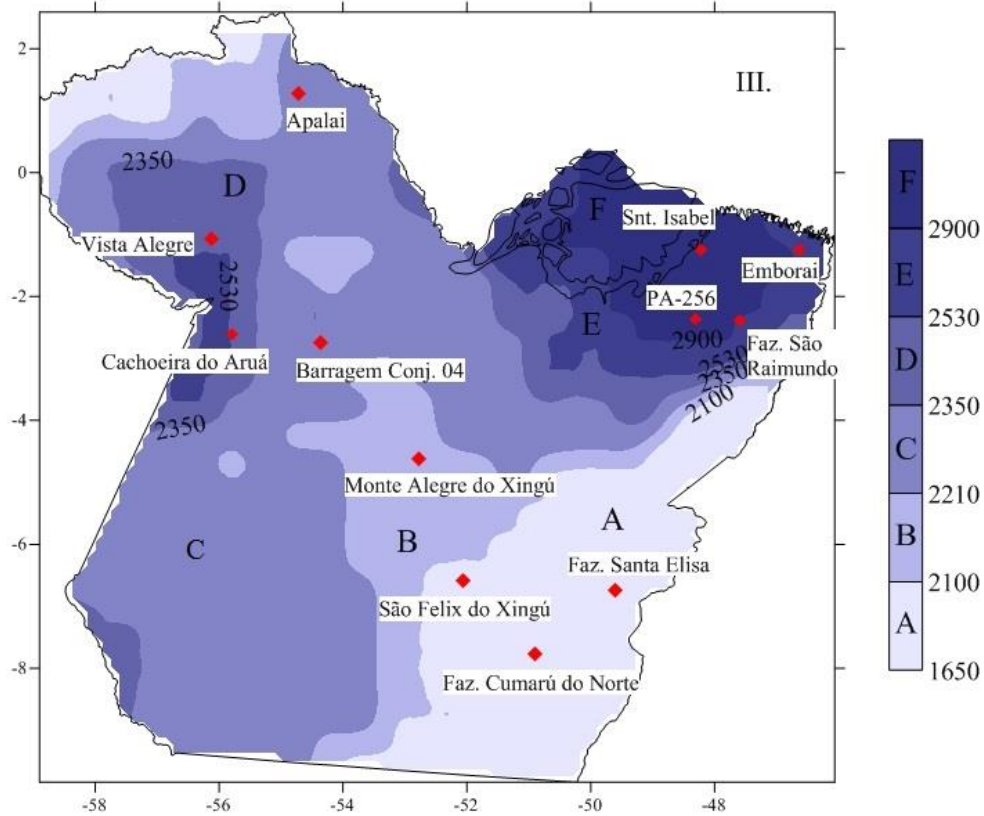 III.
2
0
-2
-4
-6
-8
Apalai
2350
D
F
Snt. Isabel
Vista Alegre
2530
Emborai
PA-256
E
2900
Cachoeira do Aruá
Barragem Conj. 04
Faz. São
Raimundo
2530
2350
2100
2350
Monte Alegre do Xingú
A
B
C
Faz. Santa Elisa
São Felix do Xingú
Faz. Cumarú do Norte
-58
-56
-54
-52
-50
-48
F
2900
E
2530
D
2350
C
2210
B
2100
A
1650